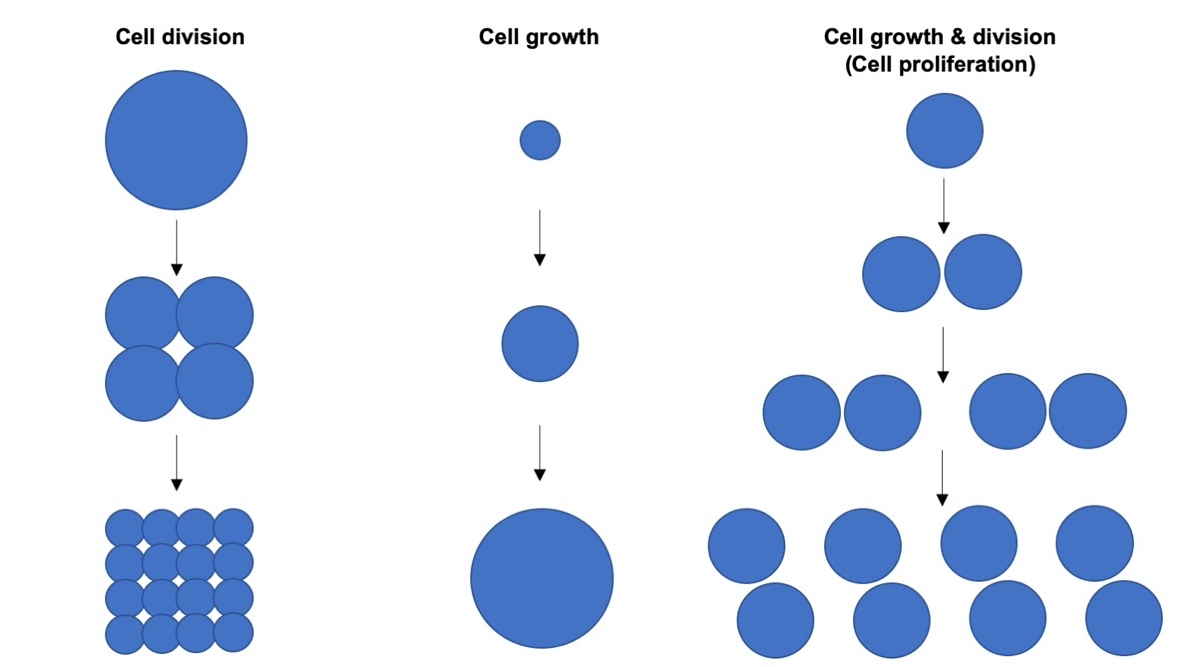 Cell division
Cell growth
Cell growth & division
(Cell proliferation)